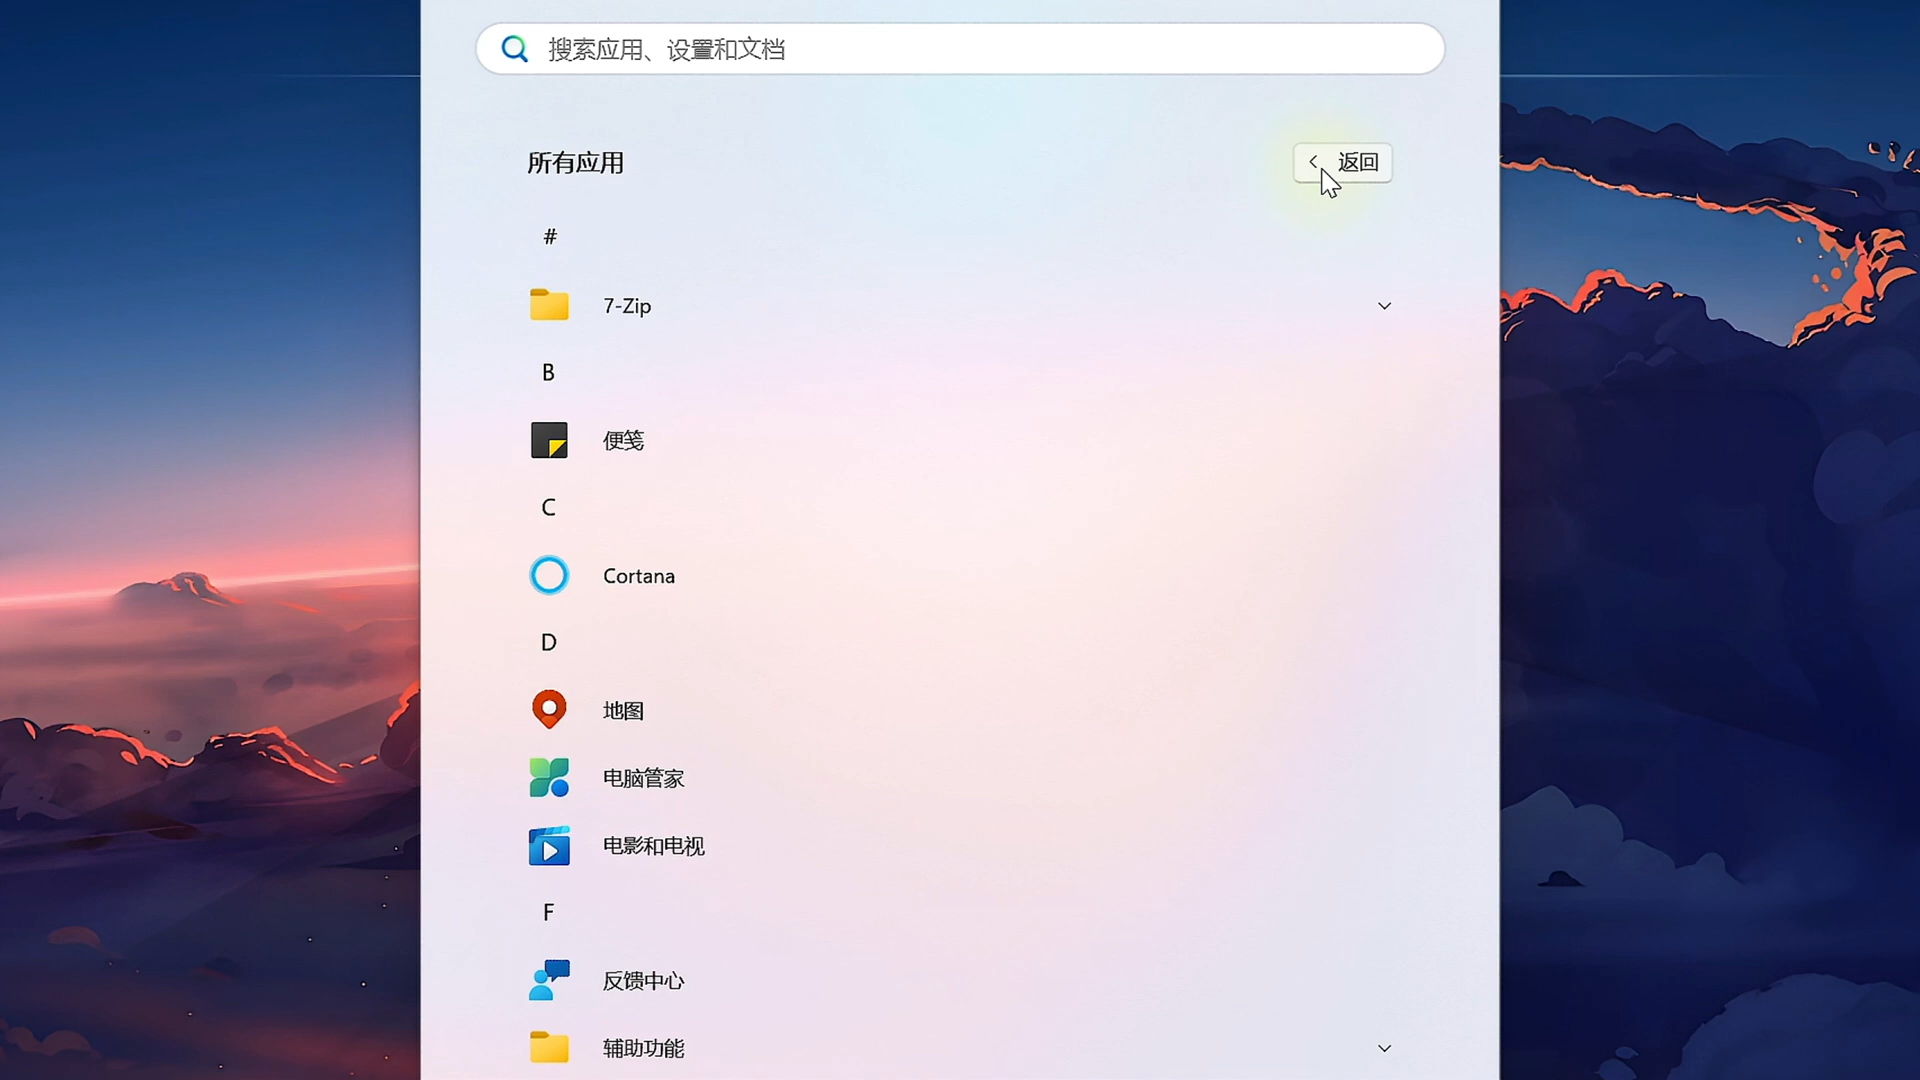 搜索应用、设置和文档
所有应用
返回
#
7-Zip
B
便笺
C
Cortana
D
地图
电脑管家
电影和电视
F
反馈中心
辅助功能